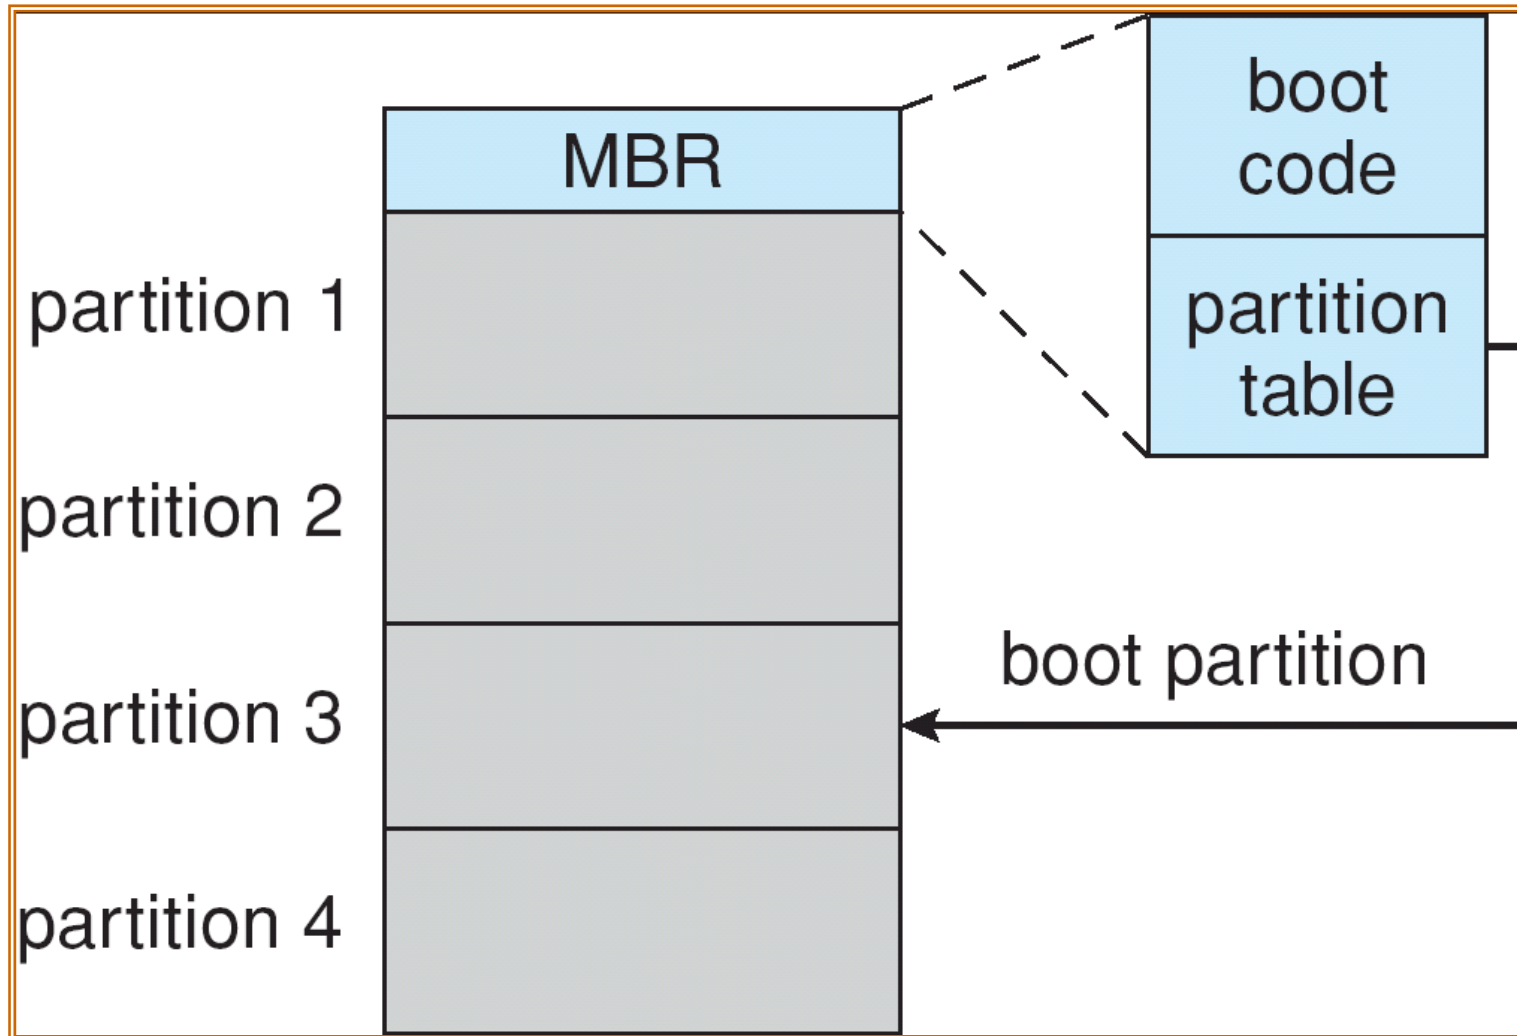 boot
code
MBR
partition 1
partition
table
partition 2
boot partition
partition 3
partition 4